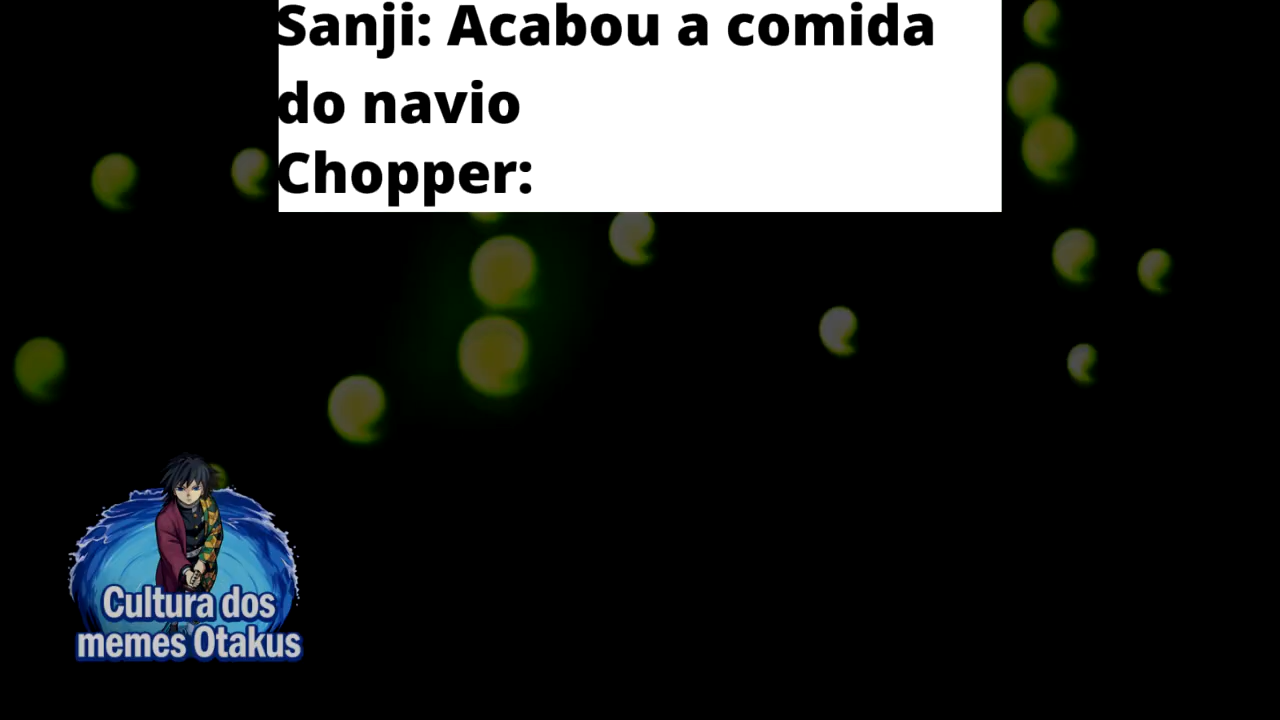 Sanji: Acabou a comida
do navio
Chopper:
Cultura dos
memes Otakus